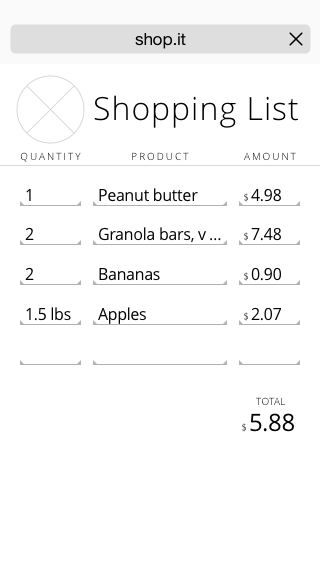 shop.it
Shopping List
QUANTITY PRODUCT AMOUNT
1 Peanut butter $ 4.98
2 Granola bars, v ... $ 7.48
2 Bananas $ 0.90
1.5 lbs Apples $ 2.07
TOTAL
$ 5.88